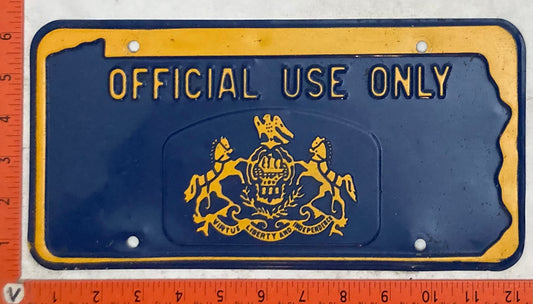 OFFICIAL USE ONLY
VIRTUE LIBERTY AND INDEPENDENCE
6
5
4
3
2
1
V
1 2 3 4 5 6 7 8 9 10 11 12